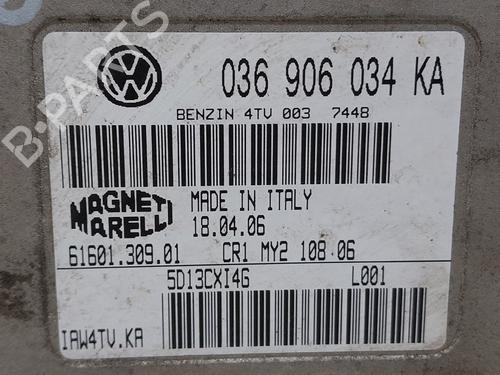 B-PARTS
VW
036 906 034 KA
BENZIN 4TV 003 7448
MAGNETI MARELLI
MADE IN ITALY
18.04.06
61601.309.01 CR1 MY2 108 06
5D13CXI4G L001
IAW4TV.KA